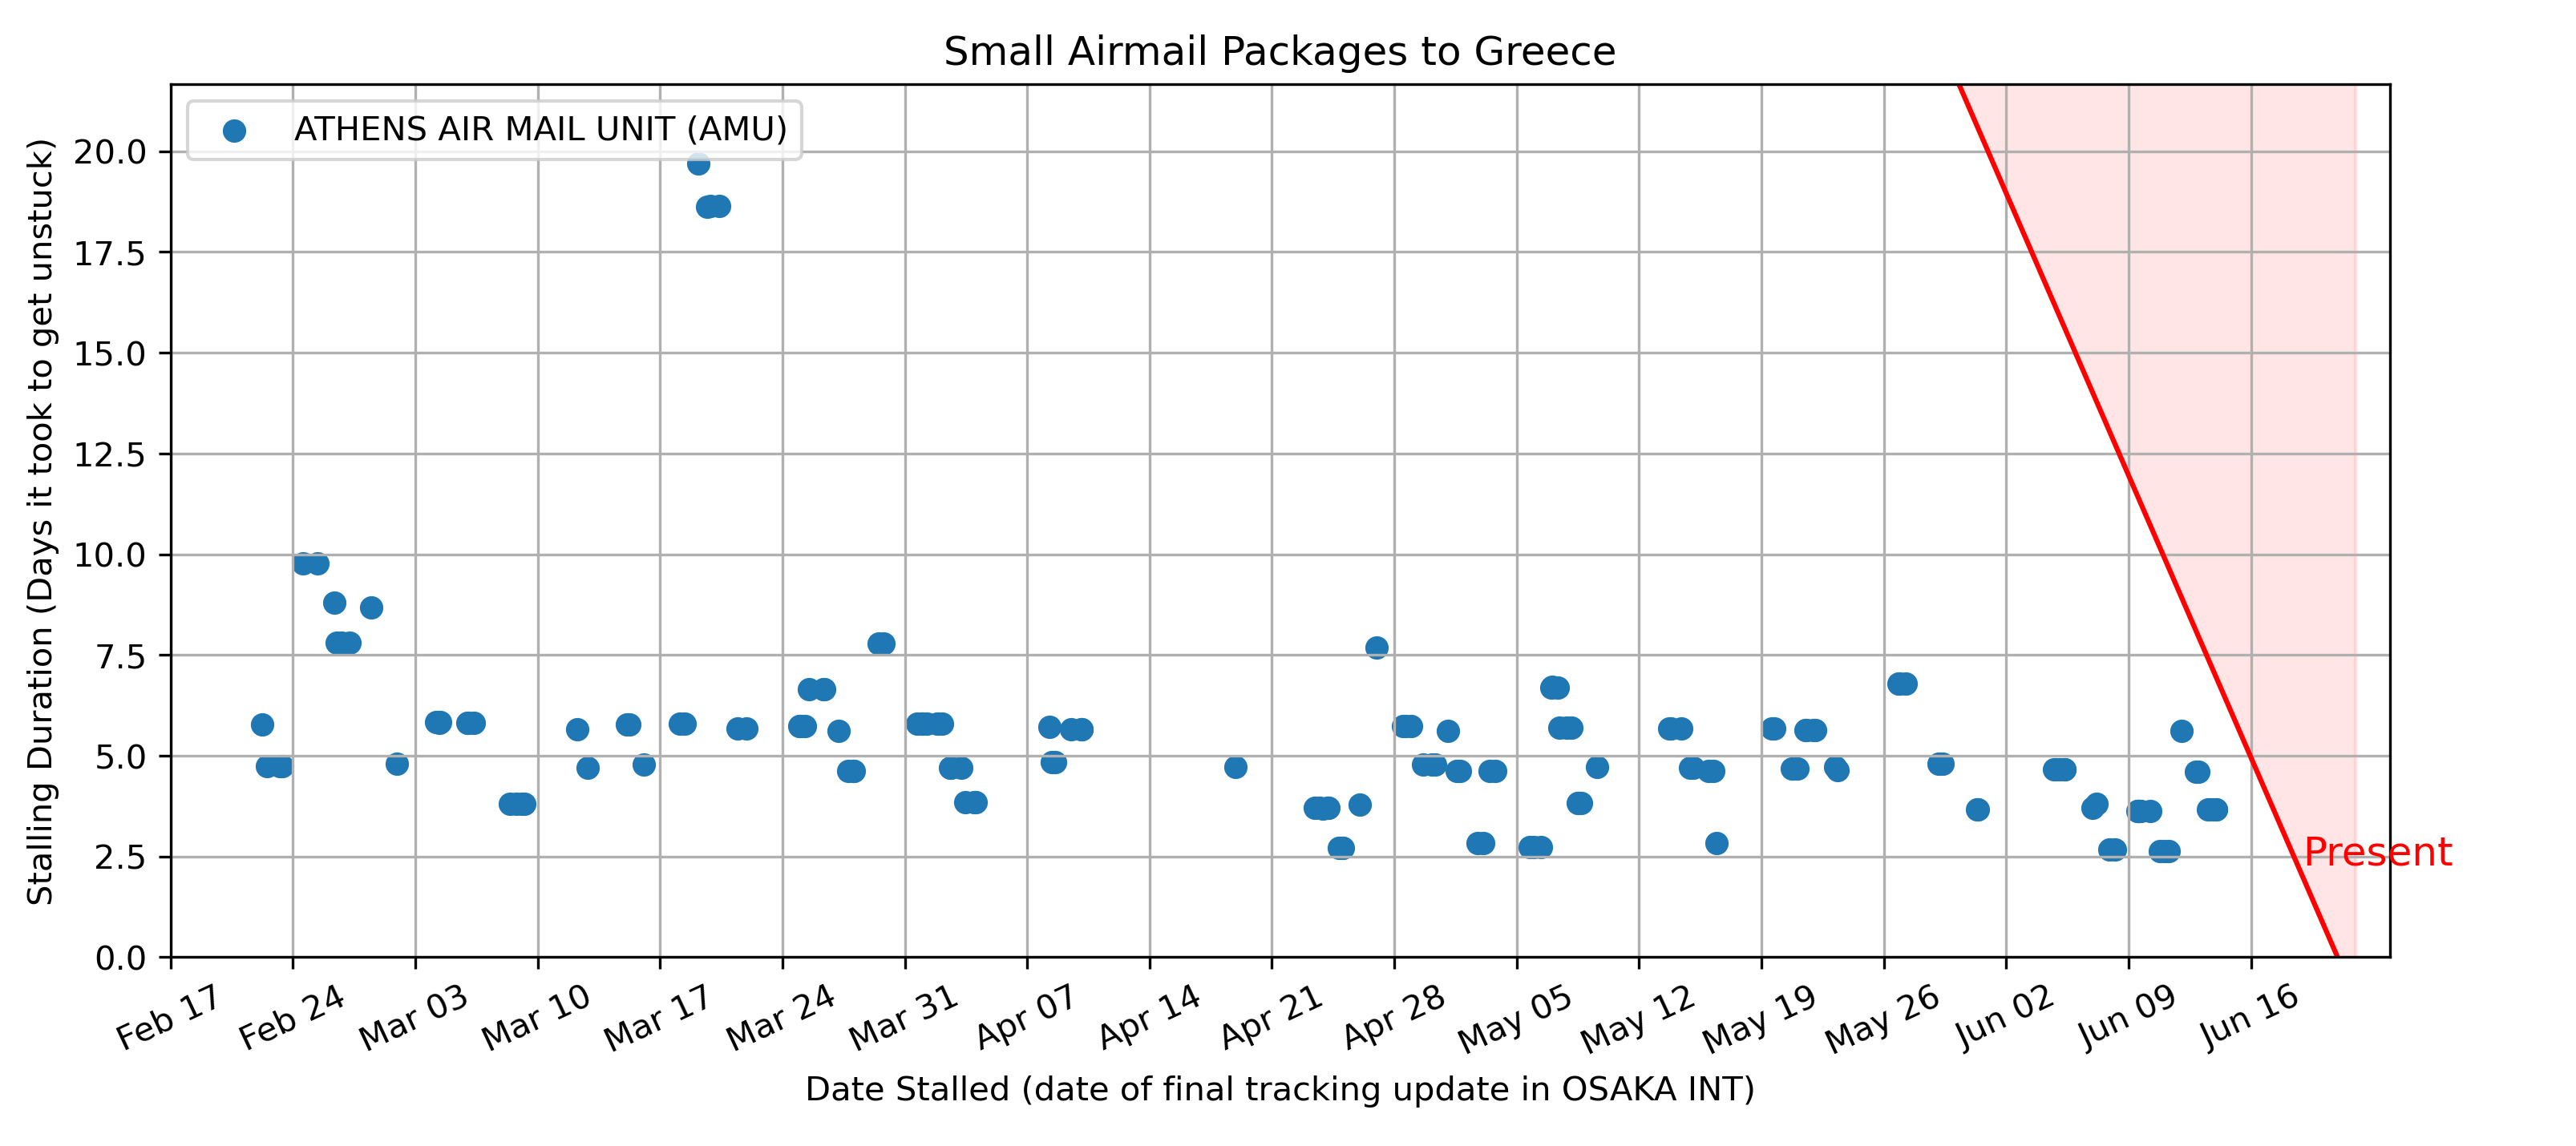 Small Airmail Packages to Greece
ATHENS AIR MAIL UNIT (AMU)
Stalling Duration (Days it took to get unstuck)
20.0
17.5
15.0
12.5
10.0
7.5
5.0
2.5
0.0
Present
Feb 17
Feb 24
Mar 03
Mar 10
Mar 17
Mar 24
Mar 31
Apr 07
Apr 14
Apr 21
Apr 28
May 05
May 12
May 19
May 26
Jun 02
Jun 09
Jun 16
Date Stalled (date of final tracking update in OSAKA INT)